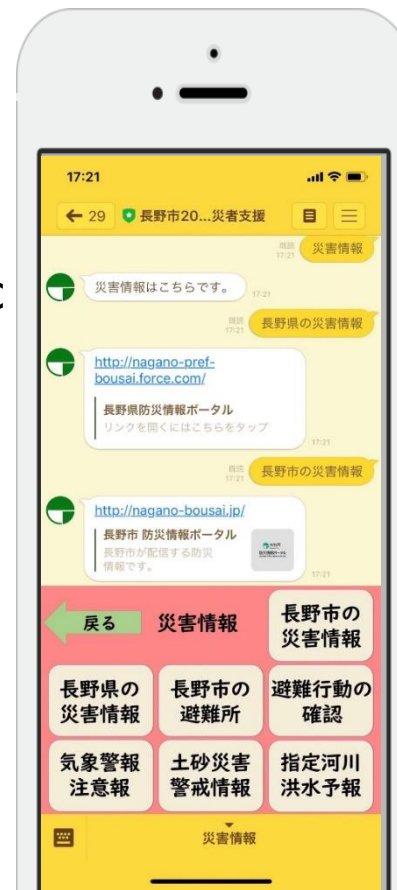 17:21
29 長野市20...災者支援
既読
17:21
災害情報
災害情報はこちらです。
17:21
既読
17:21
長野県の災害情報
http://nagano-pref-
bousai.force.com/
長野県防災情報ポータル
リンクを開くにはこちらをタップ
17:21
既読
17:21
長野市の災害情報
http://nagano-bousai.jp/
長野市 防災情報ポータル
長野市が配信する防災
情報です。
17:21
戻る
災害情報
長野市の
災害情報
長野県の
災害情報
長野市の
避難所
避難行動の
確認
気象警報
注意報
土砂災害
警戒情報
指定河川
洪水予報
災害情報